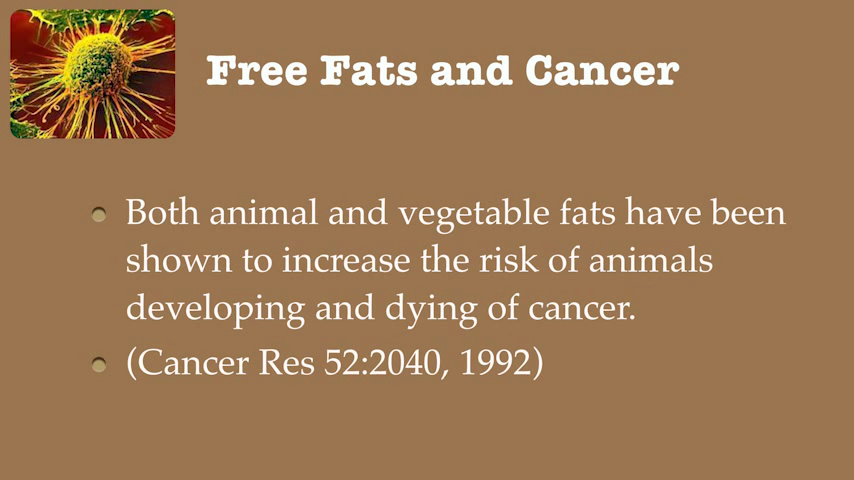 Free Fats and Cancer
Both animal and vegetable fats have been
shown to increase the risk of animals
developing and dying of cancer.
(Cancer Res 52:2040, 1992)